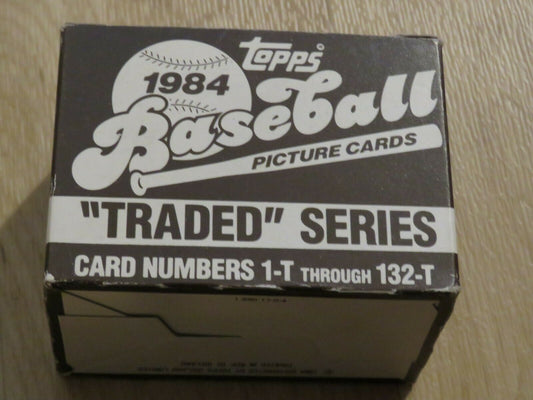 topps
1984
Baseball
PICTURE CARDS
"TRADED" SERIES
CARD NUMBERS 1-T THROUGH 132-T